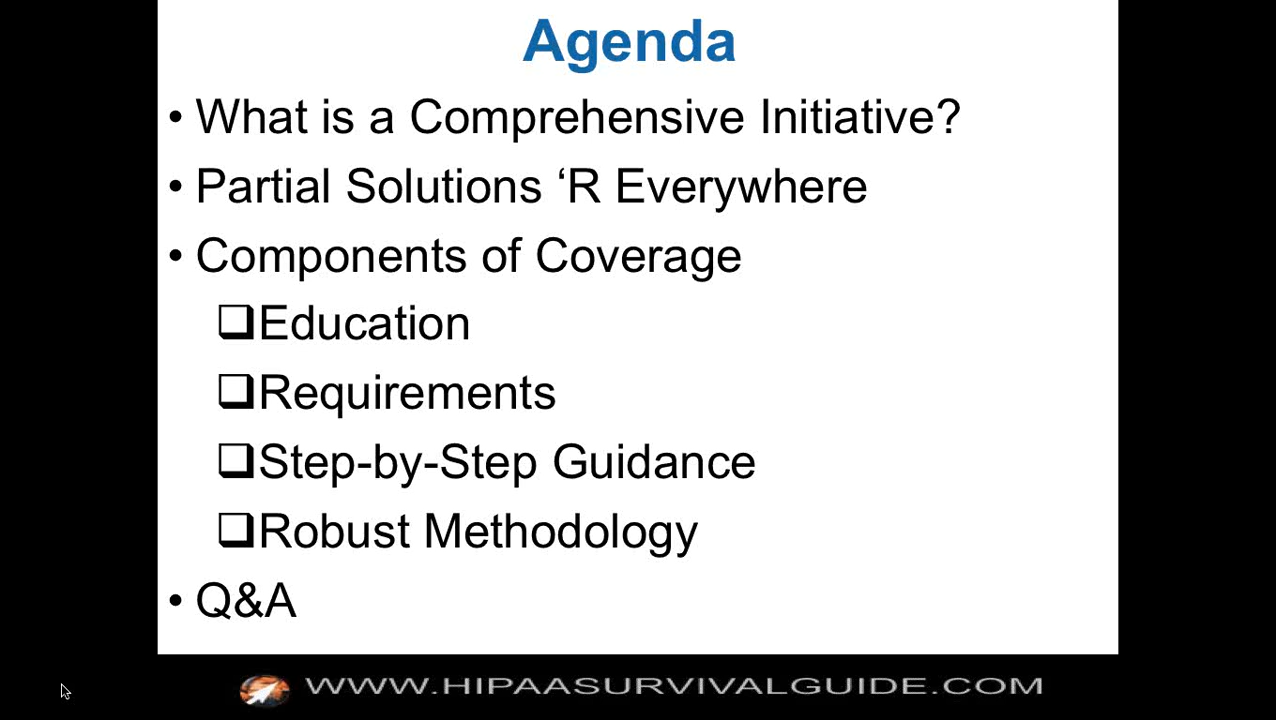 Agenda
• What is a Comprehensive Initiative?
• Partial Solutions ‘R Everywhere
• Components of Coverage
❑Education
❑Requirements
❑Step-by-Step Guidance
❑Robust Methodology
• Q&A
WWW.HIPAASURVIVALGUIDE.COM